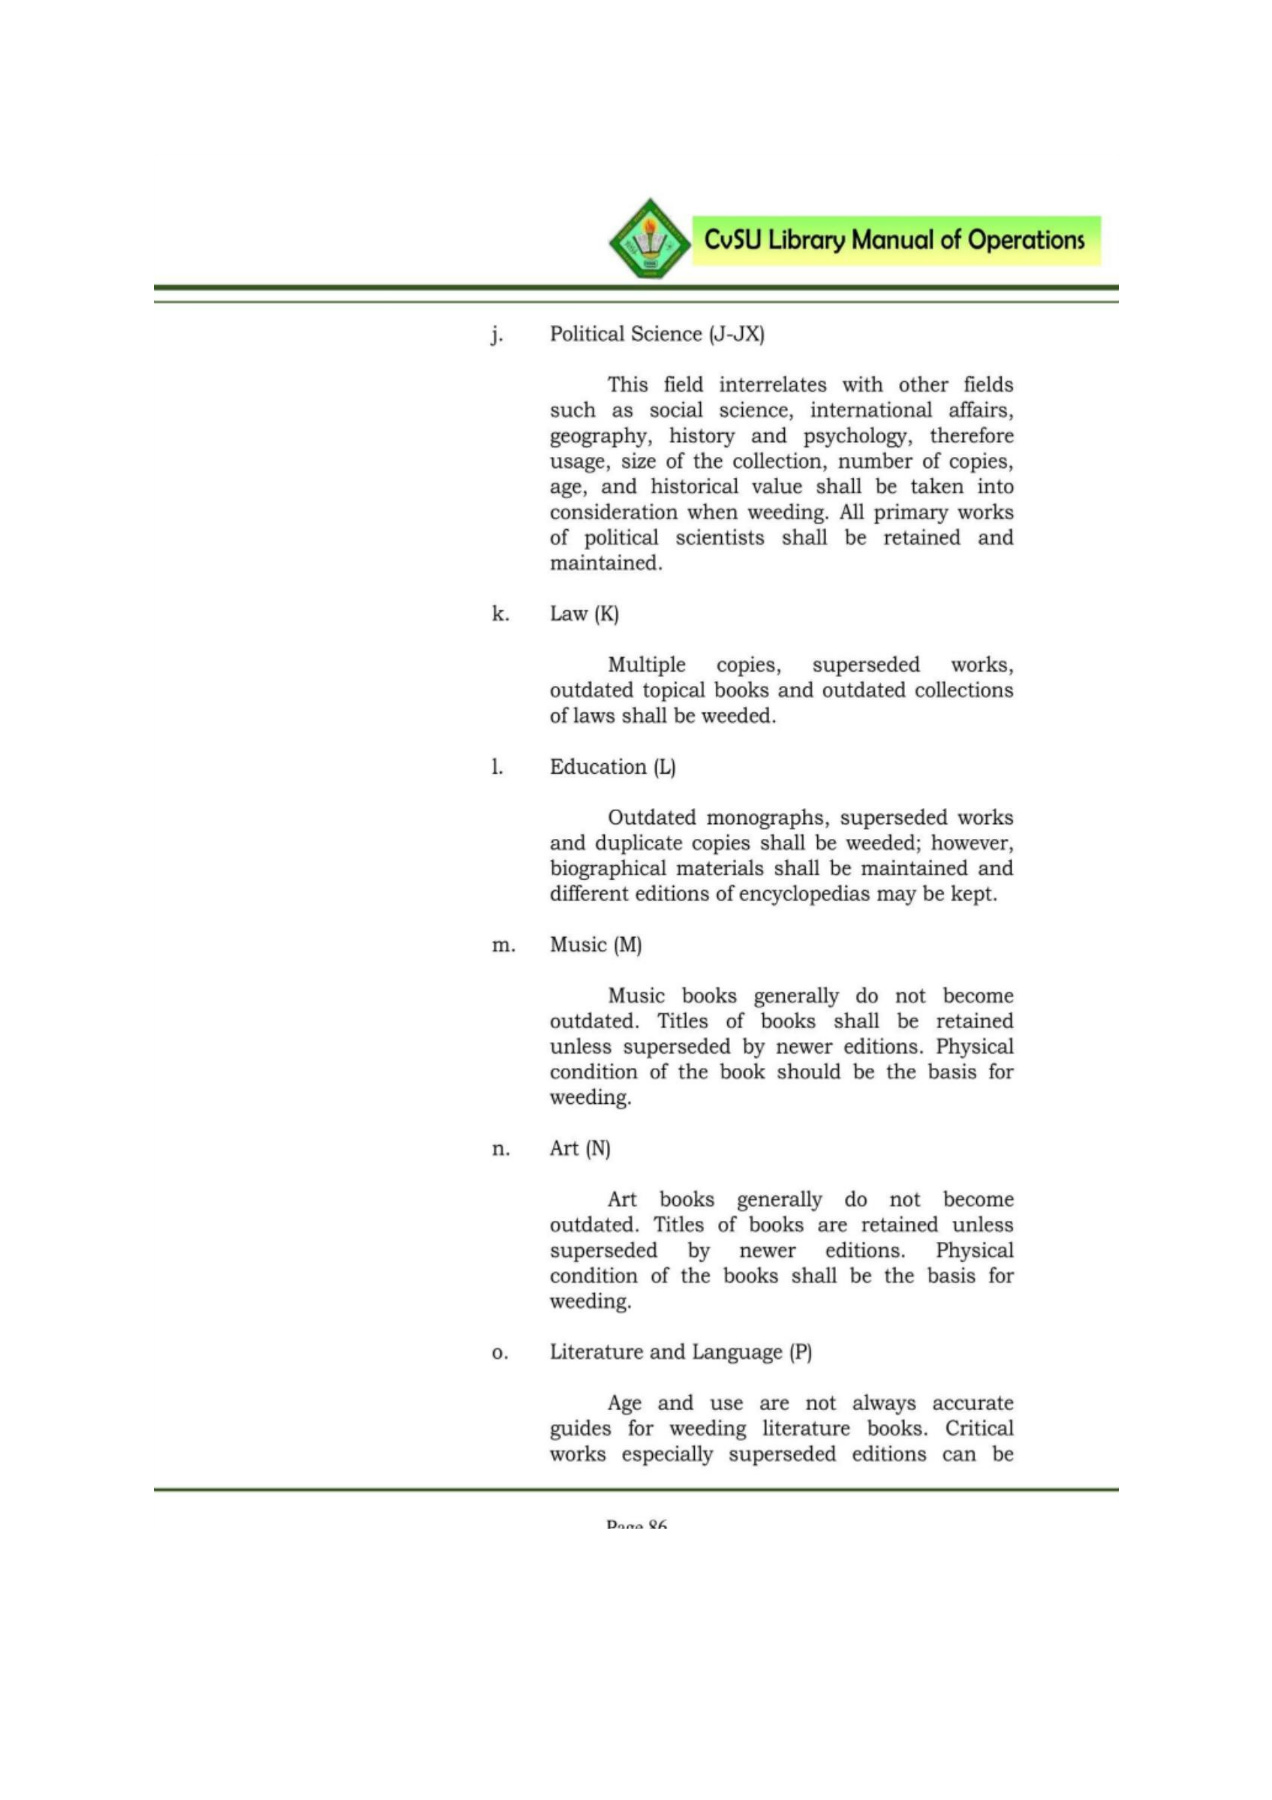 CvSU Library Manual of Operations
j. Political Science (J-JX)
This field interrelates with other fields
such as social science, international affairs,
geography, history and psychology, therefore
usage, size of the collection, number of copies,
age, and historical value shall be taken into
consideration when weeding. All primary works
of political scientists shall be retained and
maintained.
k. Law (K)
Multiple copies, superseded works,
outdated topical books and outdated collections
of laws shall be weeded.
l. Education (L)
Outdated monographs, superseded works
and duplicate copies shall be weeded; however,
biographical materials shall be maintained and
different editions of encyclopedias may be kept.
m. Music (M)
Music books generally do not become
outdated. Titles of books shall be retained
unless superseded by newer editions. Physical
condition of the book should be the basis for
weeding.
n. Art (N)
Art books generally do not become
outdated. Titles of books are retained unless
superseded by newer editions. Physical
condition of the books shall be the basis for
weeding.
o. Literature and Language (P)
Age and use are not always accurate
guides for weeding literature books. Critical
works especially superseded editions can be
Page 86